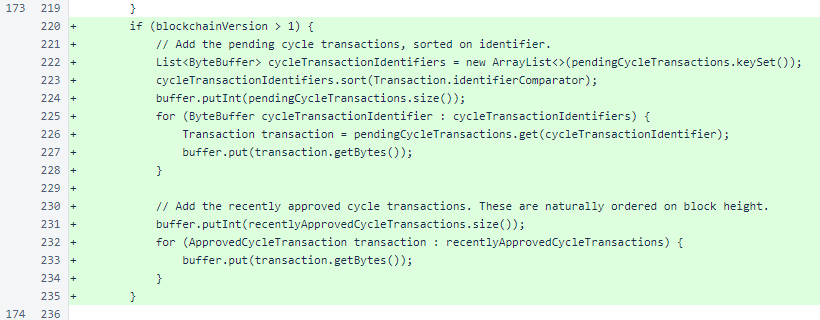 173 219 }
220 + if (blockchainVersion > 1) {
221 + // Add the pending cycle transactions, sorted on identifier.
222 + List<ByteBuffer> cycleTransactionIdentifiers = new ArrayList<>(pendingCycleTransactions.keySet());
223 + cycleTransactionIdentifiers.sort(Transaction.identifierComparator);
224 + buffer.putInt(pendingCycleTransactions.size());
225 + for (ByteBuffer cycleTransactionIdentifier : cycleTransactionIdentifiers) {
226 + Transaction transaction = pendingCycleTransactions.get(cycleTransactionIdentifier);
227 + buffer.put(transaction.getBytes());
228 + }
229 +
230 + // Add the recently approved cycle transactions. These are naturally ordered on block height.
231 + buffer.putInt(recentlyApprovedCycleTransactions.size());
232 + for (ApprovedCycleTransaction transaction : recentlyApprovedCycleTransactions) {
233 + buffer.put(transaction.getBytes());
234 + }
235 + }
174 236